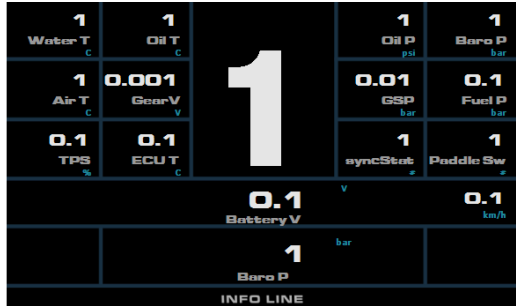 1 1 1 1 1
Water T Oil T Oil P Baro P
C C psi bar
1 0.001 0.01 0.1
Air T GearV GSP Fuel P
C V bar bar
0.1 0.1 1 1
TPS ECU T syncStat Paddle Sw
% C # #
0.1 V 0.1
Battery V km/h
1 bar
Baro P
INFO LINE